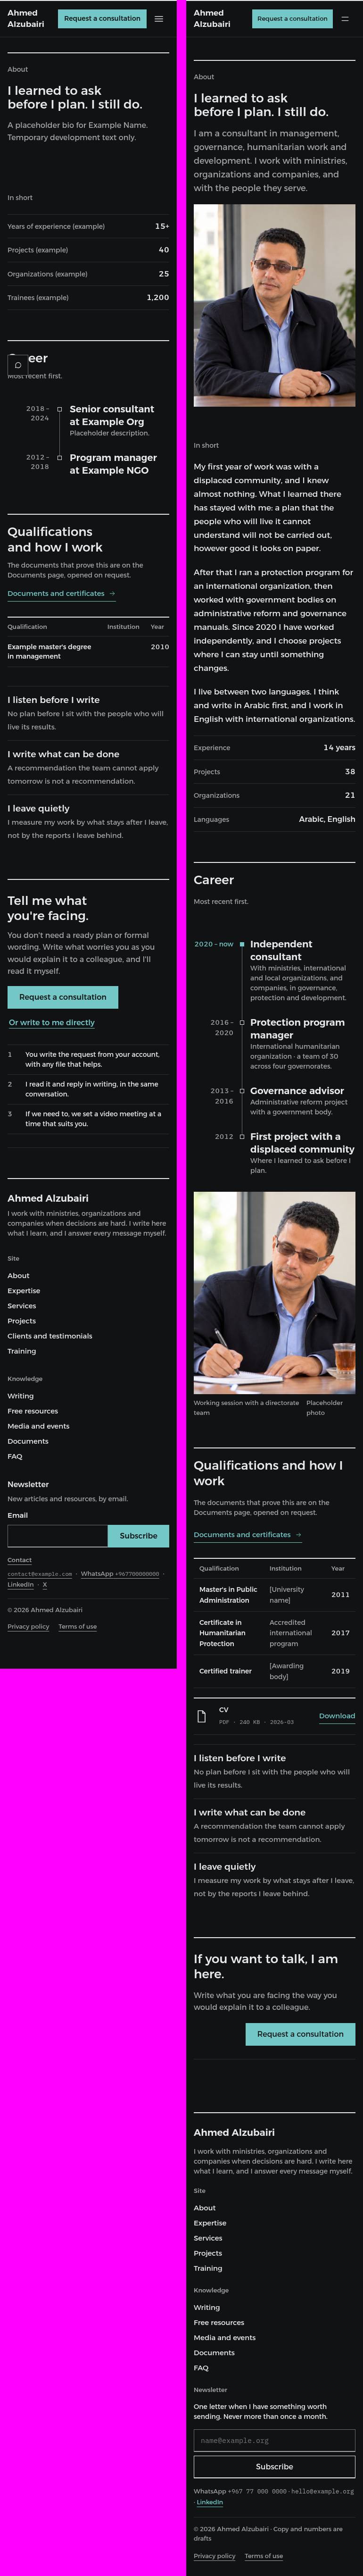 Ahmed
Alzubairi
Request a consultation
About
I learned to ask
before I plan. I still do.
A placeholder bio for Example Name.
Temporary development text only.
In short
Years of experience (example) 15+
Projects (example) 40
Organizations (example) 25
Trainees (example) 1,200
Most recent first.
2018 –
2024
Senior consultant
at Example Org
Placeholder description.
2012 –
2018
Program manager
at Example NGO
Qualifications
and how I work
The documents that prove this are on the
Documents page, opened on request.
Documents and certificates →
Qualification Institution Year
Example master's degree
in management
2010
I listen before I write
No plan before I sit with the people who will
live its results.
I write what can be done
A recommendation the team cannot apply
tomorrow is not a recommendation.
I leave quietly
I measure my work by what stays after I leave,
not by the reports I leave behind.
Tell me what
you're facing.
You don't need a ready plan or formal
wording. Write what worries you as you
would explain it to a colleague, and I'll
read it myself.
Request a consultation
Or write to me directly
1 You write the request from your account,
with any file that helps.
2 I read it and reply in writing, in the same
conversation.
3 If we need to, we set a video meeting at a
time that suits you.
Ahmed Alzubairi
I work with ministries, organizations and
companies when decisions are hard. I write here
what I learn, and I answer every message myself.
Site
About
Expertise
Services
Projects
Clients and testimonials
Training
Knowledge
Writing
Free resources
Media and events
Documents
FAQ
Newsletter
New articles and resources, by email.
Email
Subscribe
Contact
contact@example.com · WhatsApp +967700000000 ·
LinkedIn · X
© 2026 Ahmed Alzubairi
Privacy policy Terms of use
Ahmed
Alzubairi
Request a consultation
About
I learned to ask
before I plan. I still do.
I am a consultant in management,
governance, humanitarian work and
development. I work with ministries,
organizations and companies, and
with the people they serve.
In short
My first year of work was with a
displaced community, and I knew
almost nothing. What I learned there
has stayed with me: a plan that the
people who will live it cannot
understand will not be carried out,
however good it looks on paper.
After that I ran a protection program for
an international organization, then
worked with government bodies on
administrative reform and governance
manuals. Since 2020 I have worked
independently, and I choose projects
where I can stay until something
changes.
I live between two languages. I think
and write in Arabic first, and I work in
English with international organizations.
Experience 14 years
Projects 38
Organizations 21
Languages Arabic, English
Career
Most recent first.
2020 – now
Independent
consultant
With ministries, international
and local organizations, and
companies, in governance,
protection and development.
2016 –
2020
Protection program
manager
International humanitarian
organization · a team of 30
across four governorates.
2013 –
2016
Governance advisor
Administrative reform project
with a government body.
2012
First project with a
displaced community
Where I learned to ask before I
plan.
Working session with a directorate
team
Placeholder
photo
Qualifications and how I
work
The documents that prove this are on the
Documents page, opened on request.
Documents and certificates →
Qualification Institution Year
Master's in Public
Administration
[University
name]
2011
Certificate in
Humanitarian
Protection
Accredited
international
program
2017
Certified trainer
[Awarding
body]
2019
CV
PDF · 240 KB · 2026-03
Download
I listen before I write
No plan before I sit with the people who will
live its results.
I write what can be done
A recommendation the team cannot apply
tomorrow is not a recommendation.
I leave quietly
I measure my work by what stays after I leave,
not by the reports I leave behind.
If you want to talk, I am
here.
Write what you are facing the way you
would explain it to a colleague.
Request a consultation
Ahmed Alzubairi
I work with ministries, organizations and
companies when decisions are hard. I write here
what I learn, and I answer every message myself.
Site
About
Expertise
Services
Projects
Training
Knowledge
Writing
Free resources
Media and events
Documents
FAQ
Newsletter
One letter when I have something worth
sending. Never more than once a month.
name@example.org
Subscribe
WhatsApp +967 77 000 0000 · hello@example.org
· LinkedIn
© 2026 Ahmed Alzubairi · Copy and numbers are
drafts
Privacy policy Terms of use